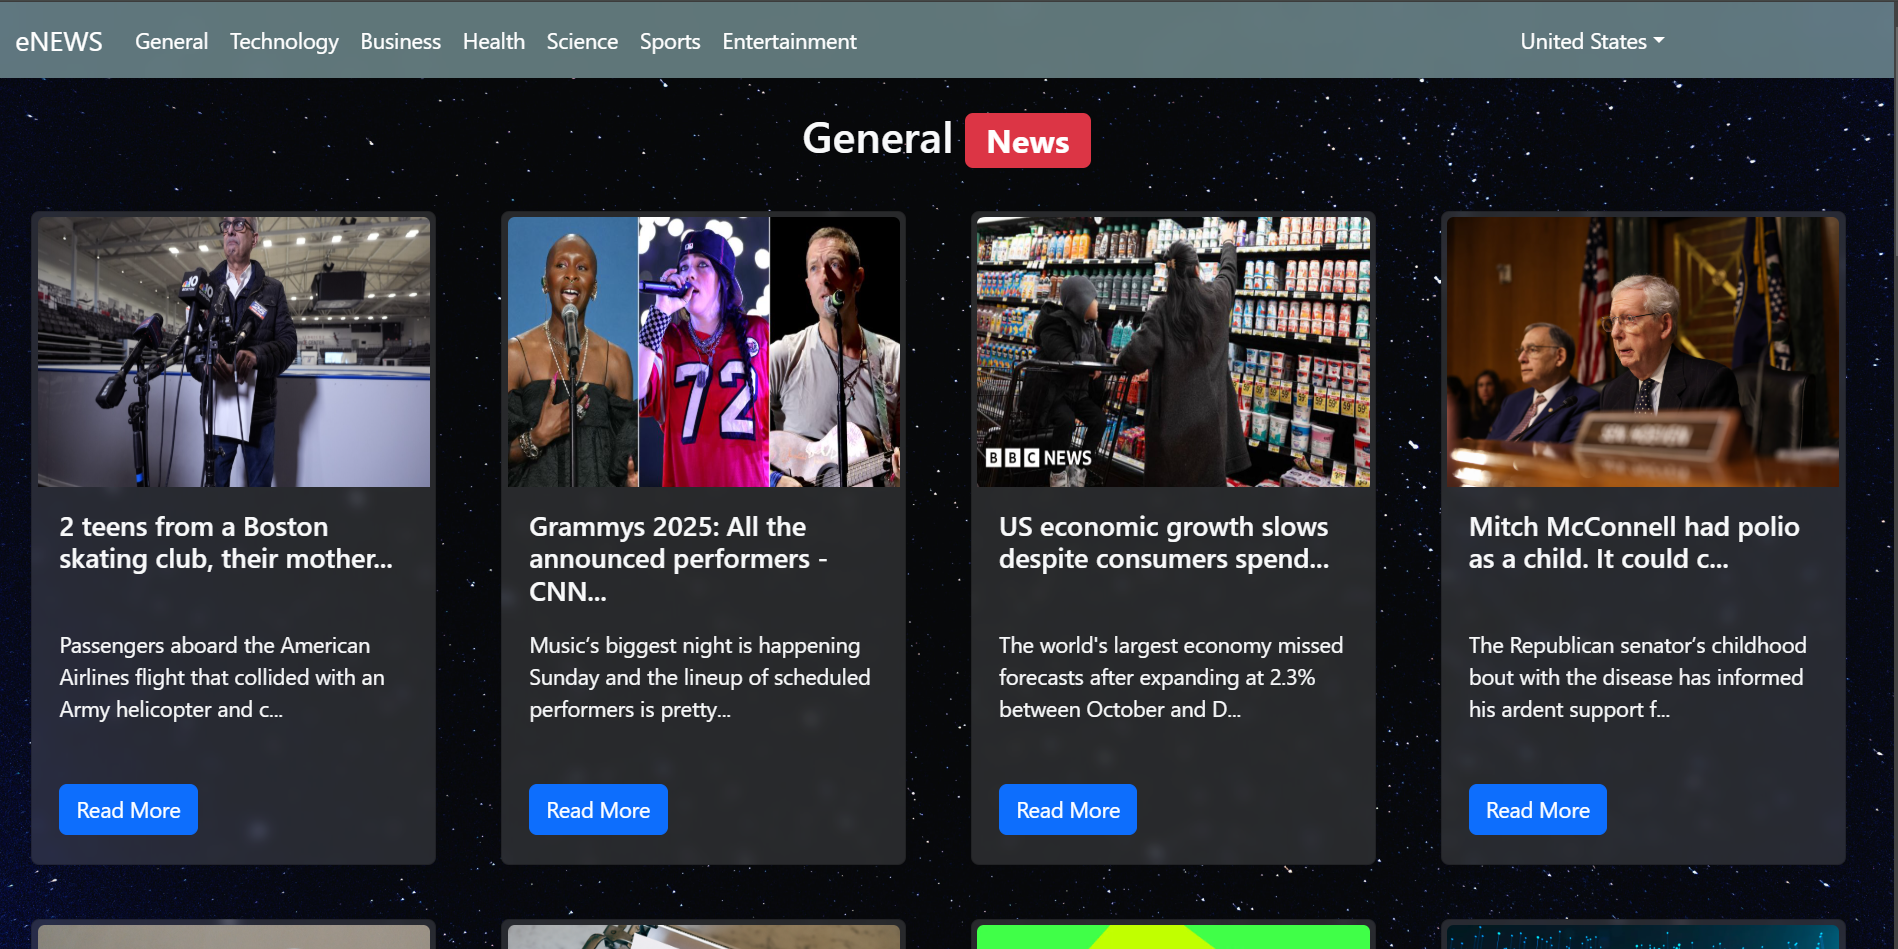 eNEWS General Technology Business Health Science Sports Entertainment United States
General News
10
72
BBC NEWS
2 teens from a Boston
skating club, their mother...
Passengers aboard the American
Airlines flight that collided with an
Army helicopter and c...
Read More
Grammys 2025: All the
announced performers -
CNN...
Music’s biggest night is happening
Sunday and the lineup of scheduled
performers is pretty...
Read More
US economic growth slows
despite consumers spend...
The world's largest economy missed
forecasts after expanding at 2.3%
between October and D...
Read More
Mitch McConnell had polio
as a child. It could c...
The Republican senator’s childhood
bout with the disease has informed
his ardent support f...
Read More